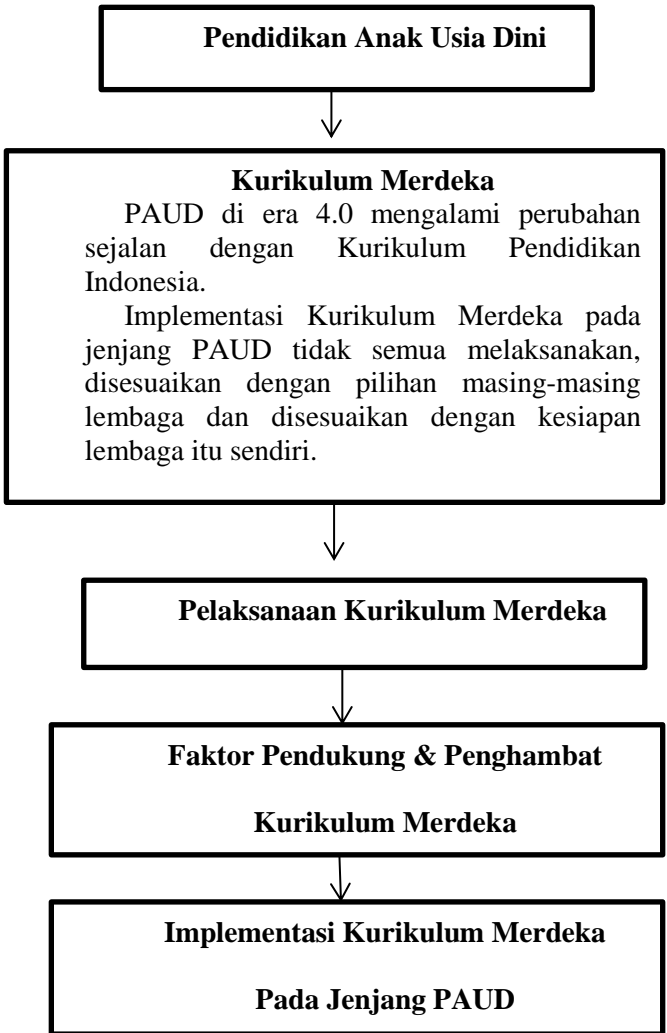 Pendidikan Anak Usia Dini
Kurikulum Merdeka
PAUD di era 4.0 mengalami perubahan
sejalan dengan Kurikulum Pendidikan
Indonesia.
Implementasi Kurikulum Merdeka pada
jenjang PAUD tidak semua melaksanakan,
disesuaikan dengan pilihan masing-masing
lembaga dan disesuaikan dengan kesiapan
lembaga itu sendiri.
Pelaksanaan Kurikulum Merdeka
Faktor Pendukung & Penghambat
Kurikulum Merdeka
Implementasi Kurikulum Merdeka
Pada Jenjang PAUD